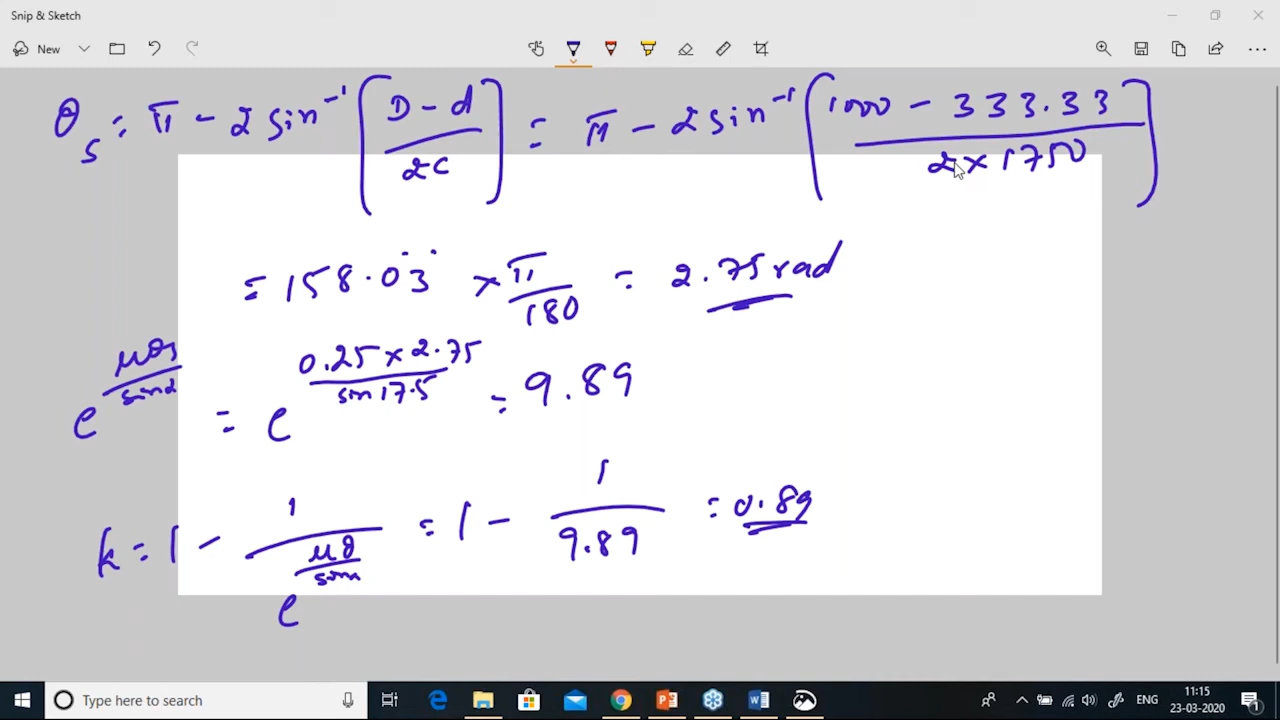 Snip & Sketch
New
θs = π - 2 sin⁻¹ [ (D - d) / 2C ] = π - 2 sin⁻¹ ( (1000 - 333.33) / (2 × 1750) )
= 158.03 × π/180 = 2.75 rad
e^(μθs / sin α) = e^(0.25 × 2.75 / sin 17.5) = 9.89
k = 1 - 1 / e^(μθ / sin α) = 1 - 1 / 9.89 = 0.89
Type here to search
ENG
11:15
23-03-2020